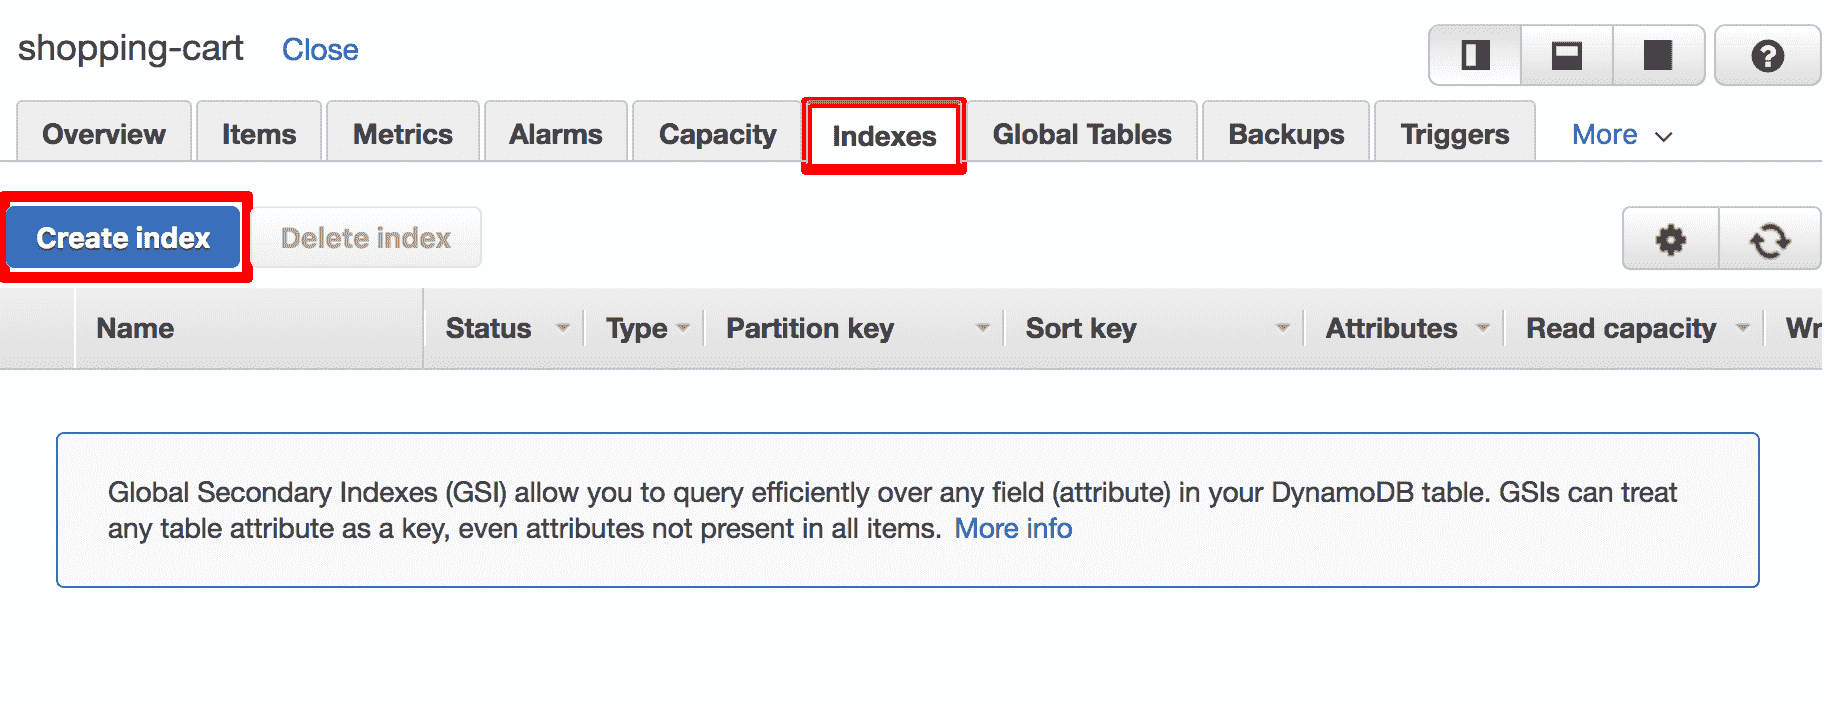 shopping-cart Close
Overview Items Metrics Alarms Capacity Indexes Global Tables Backups Triggers More
Create index Delete index
Name Status Type Partition key Sort key Attributes Read capacity Wr
Global Secondary Indexes (GSI) allow you to query efficiently over any field (attribute) in your DynamoDB table. GSIs can treat
any table attribute as a key, even attributes not present in all items. More info